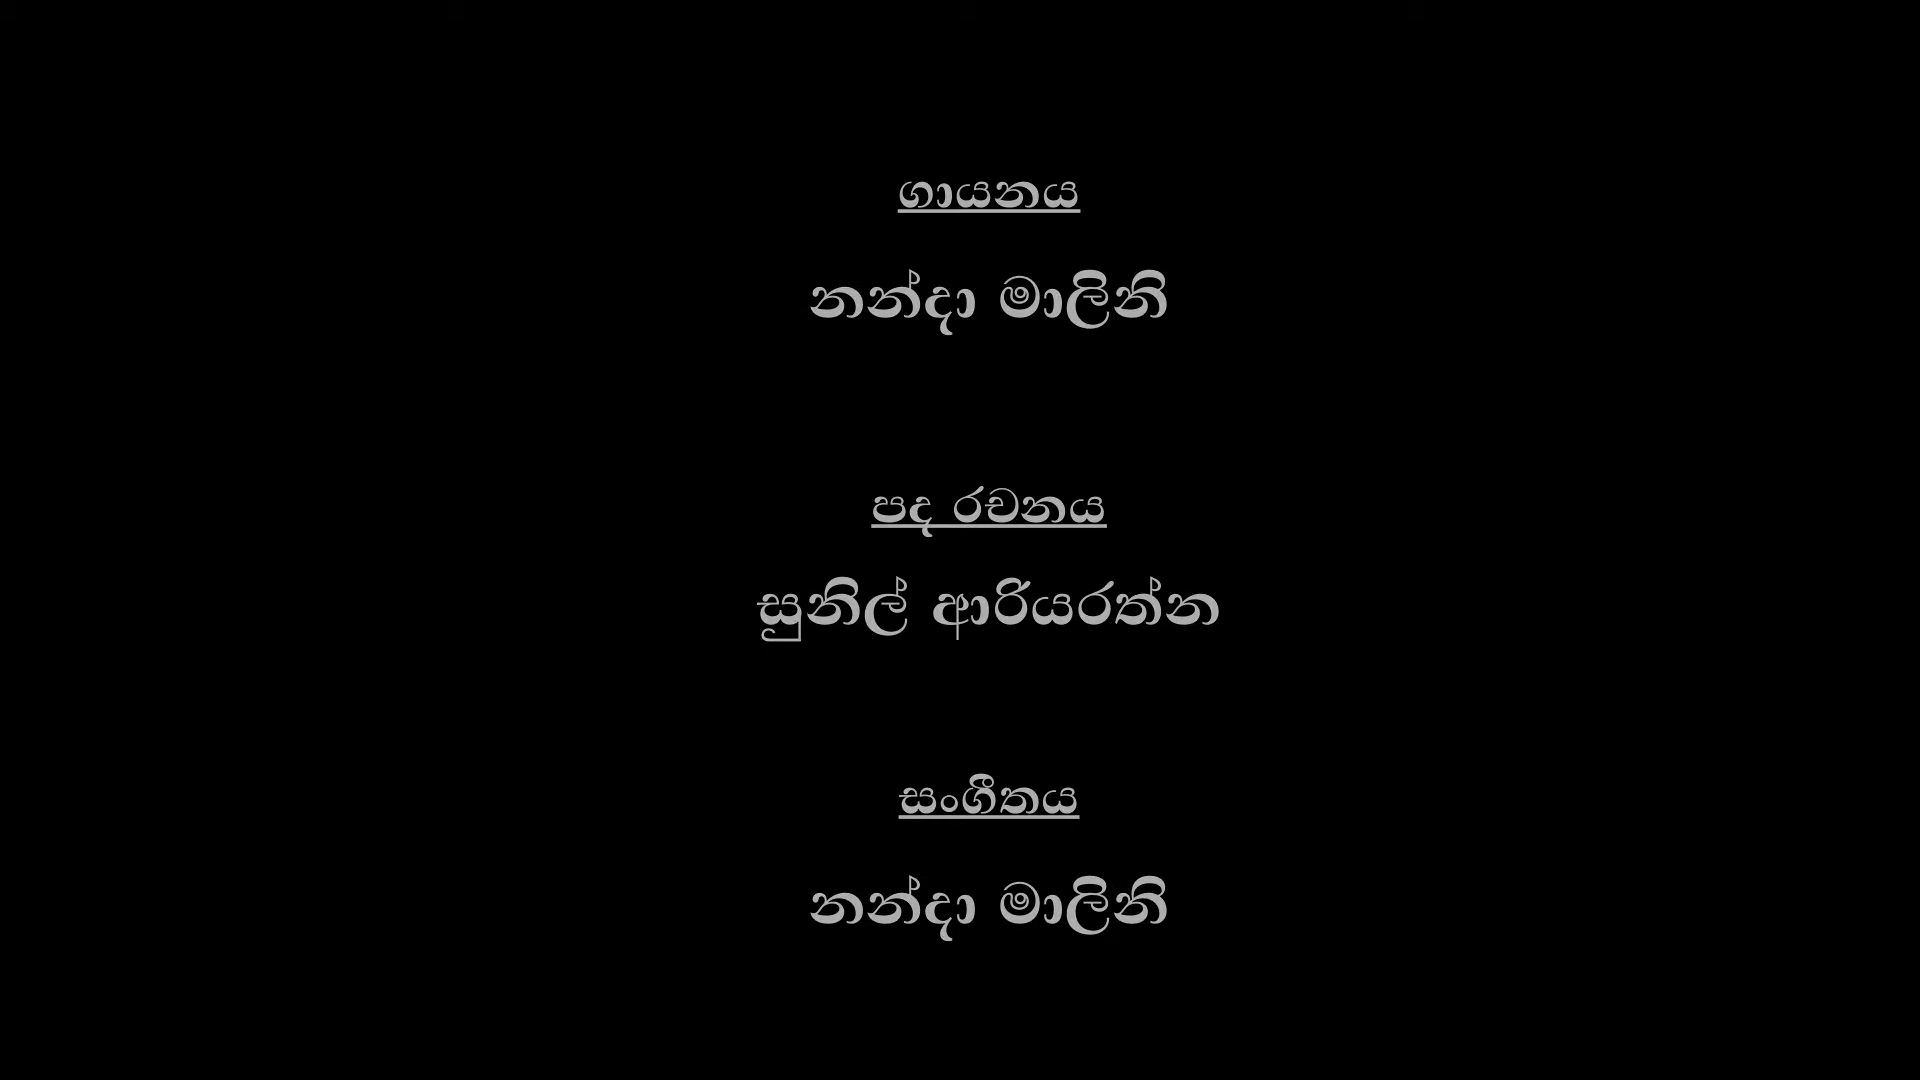 ගායනය
නන්දා මාලිනි
පද රචනය
සුනිල් ආරියරත්න
සංගීතය
නන්දා මාලිනි